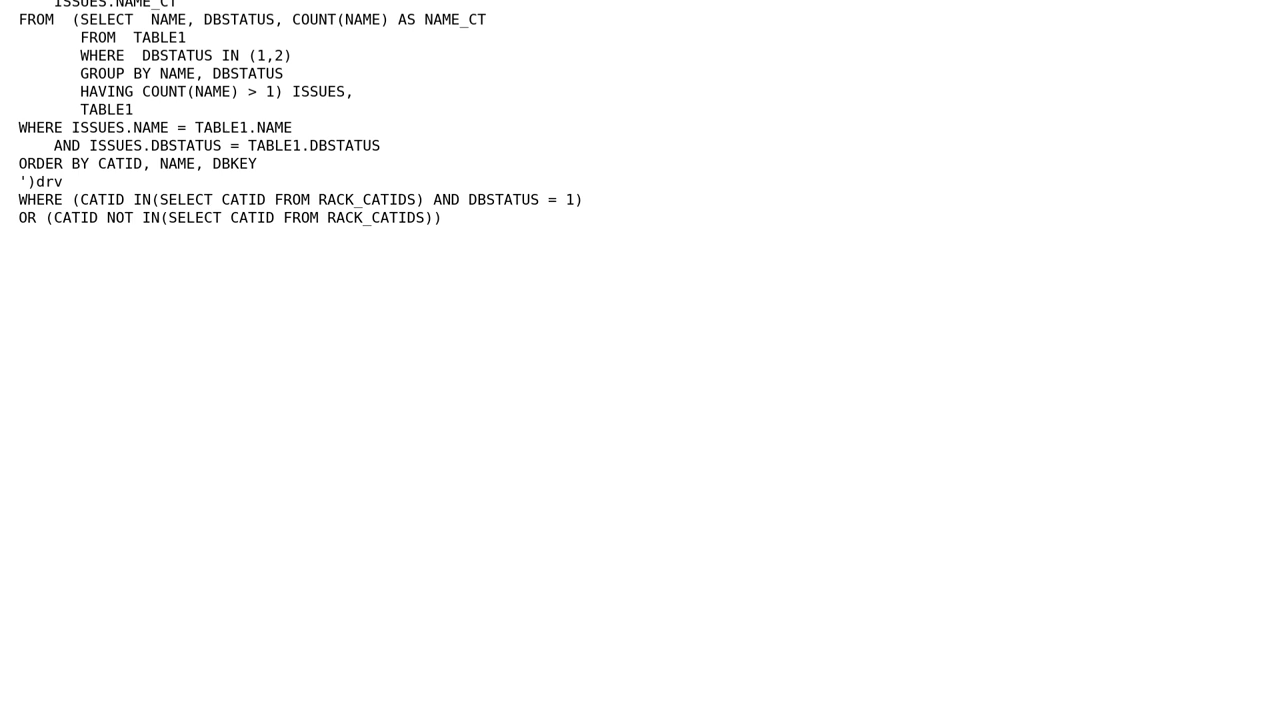 ISSUES.NAME_CT
FROM  (SELECT  NAME, DBSTATUS, COUNT(NAME) AS NAME_CT
       FROM  TABLE1
       WHERE  DBSTATUS IN (1,2)
       GROUP BY NAME, DBSTATUS
       HAVING COUNT(NAME) > 1) ISSUES,
       TABLE1
WHERE ISSUES.NAME = TABLE1.NAME
    AND ISSUES.DBSTATUS = TABLE1.DBSTATUS
ORDER BY CATID, NAME, DBKEY
')drv
WHERE (CATID IN(SELECT CATID FROM RACK_CATIDS) AND DBSTATUS = 1)
OR (CATID NOT IN(SELECT CATID FROM RACK_CATIDS))